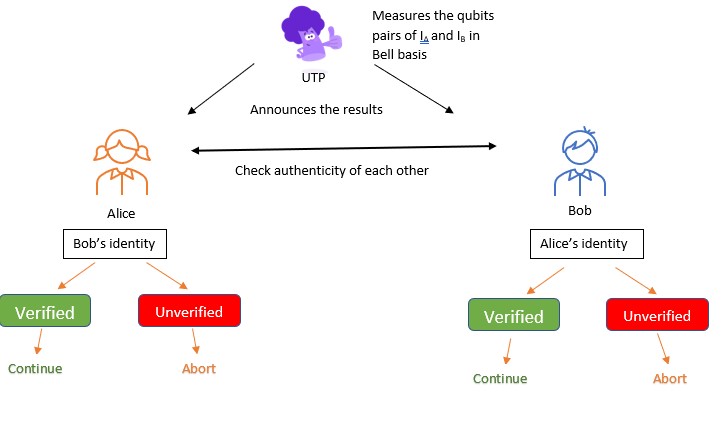 Measures the qubits
pairs of I_A and I_B in
Bell basis
UTP
Announces the results
Check authenticity of each other
Alice
Bob
Bob's identity
Alice's identity
Verified
Unverified
Verified
Unverified
Continue
Abort
Continue
Abort